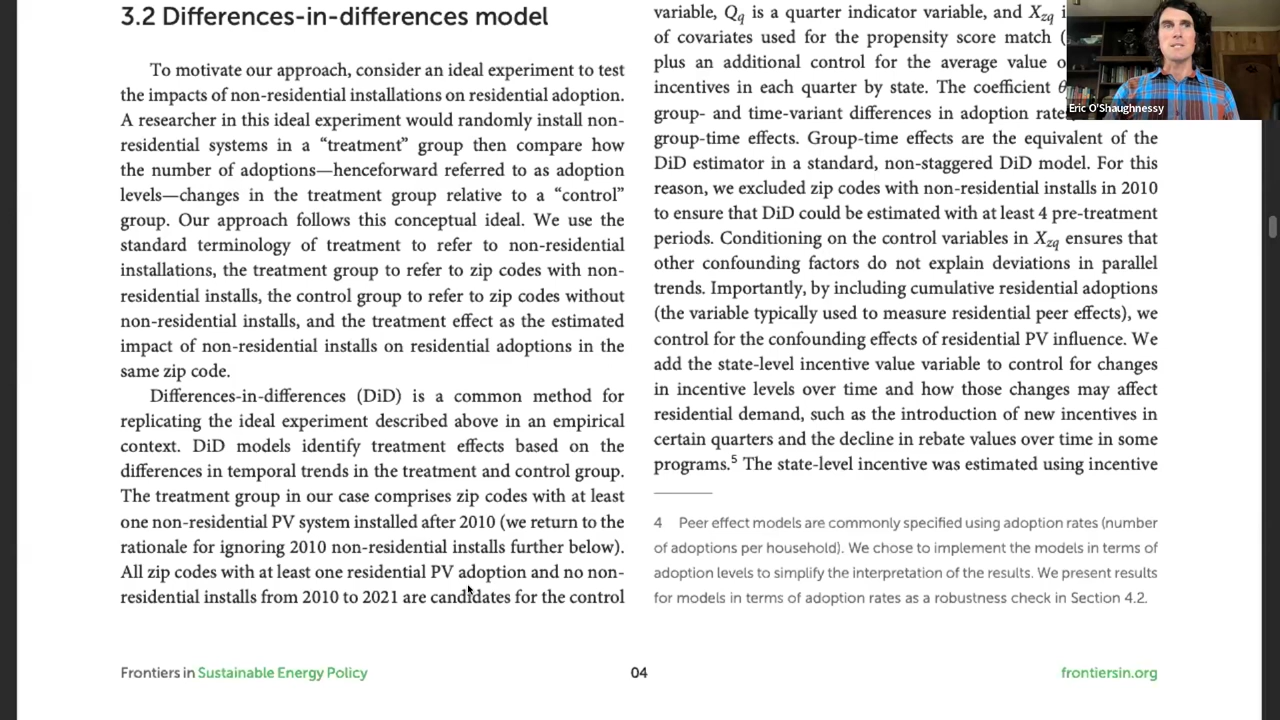 3.2 Differences-in-differences model
To motivate our approach, consider an ideal experiment to test
the impacts of non-residential installations on residential adoption.
A researcher in this ideal experiment would randomly install non-
residential systems in a “treatment” group then compare how
the number of adoptions—henceforward referred to as adoption
levels—changes in the treatment group relative to a “control”
group. Our approach follows this conceptual ideal. We use the
standard terminology of treatment to refer to non-residential
installations, the treatment group to refer to zip codes with non-
residential installs, the control group to refer to zip codes without
non-residential installs, and the treatment effect as the estimated
impact of non-residential installs on residential adoptions in the
same zip code.
Differences-in-differences (DiD) is a common method for
replicating the ideal experiment described above in an empirical
context. DiD models identify treatment effects based on the
differences in temporal trends in the treatment and control group.
The treatment group in our case comprises zip codes with at least
one non-residential PV system installed after 2010 (we return to the
rationale for ignoring 2010 non-residential installs further below).
All zip codes with at least one residential PV adoption and no non-
residential installs from 2010 to 2021 are candidates for the control
variable, Qq is a quarter indicator variable, and Xzq
of covariates used for the propensity score match (
plus an additional control for the average value
incentives in each quarter by state. The coefficient
group- and time-variant differences in adoption
group-time effects. Group-time effects are the equivalent of the
DiD estimator in a standard, non-staggered DiD model. For this
reason, we excluded zip codes with non-residential installs in 2010
to ensure that DiD could be estimated with at least 4 pre-treatment
periods. Conditioning on the control variables in Xzq ensures that
other confounding factors do not explain deviations in parallel
trends. Importantly, by including cumulative residential adoptions
(the variable typically used to measure residential peer effects), we
control for the confounding effects of residential PV influence. We
add the state-level incentive value variable to control for changes
in incentive levels over time and how those changes may affect
residential demand, such as the introduction of new incentives in
certain quarters and the decline in rebate values over time in some
programs.5 The state-level incentive was estimated using incentive
4 Peer effect models are commonly specified using adoption rates (number
of adoptions per household). We chose to implement the models in terms of
adoption levels to simplify the interpretation of the results. We present results
for models in terms of adoption rates as a robustness check in Section 4.2.
Eric O'Shaughnessy
Frontiers in Sustainable Energy Policy
04
frontiersin.org